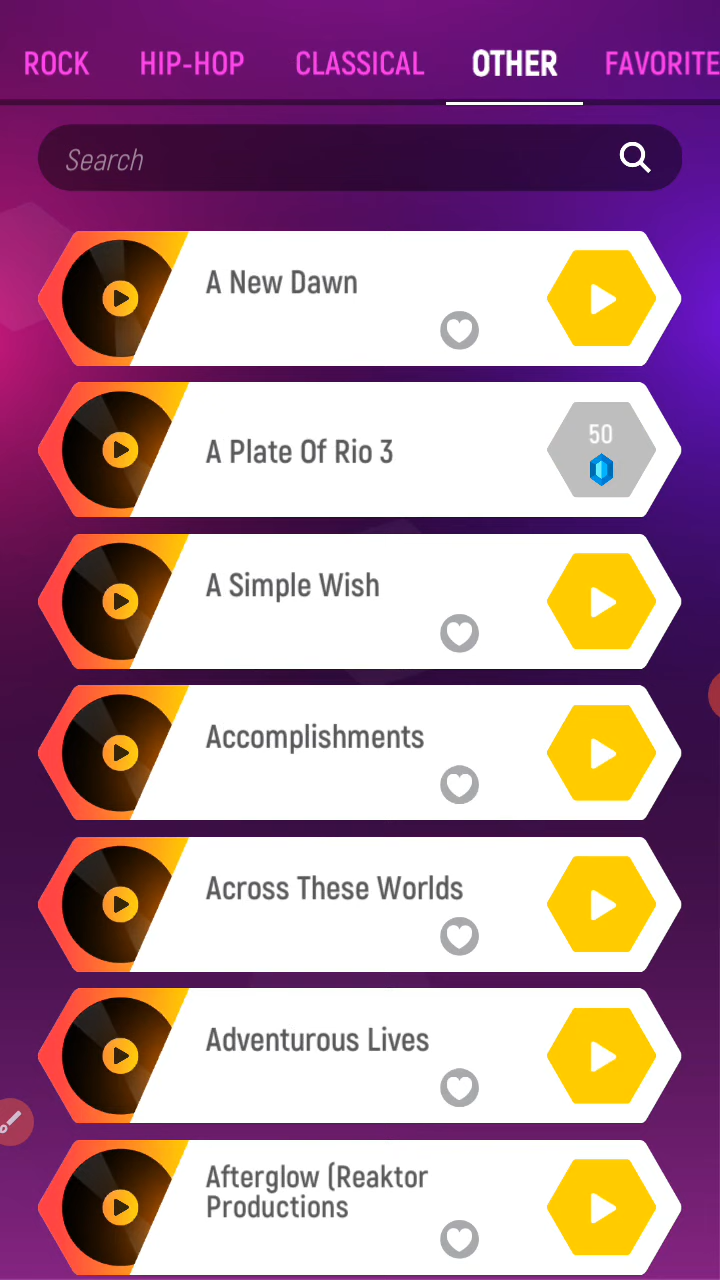 ROCK HIP-HOP CLASSICAL OTHER FAVORITE
Search
A New Dawn
A Plate Of Rio 3
50
A Simple Wish
Accomplishments
Across These Worlds
Adventurous Lives
Afterglow (Reaktor
Productions